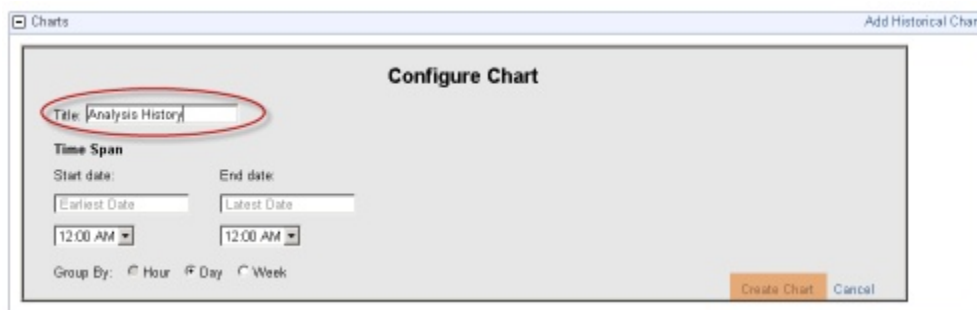 Charts Add Historical Char
Configure Chart
Title: Analysis History
Time Span
Start date: End date:
Earliest Date Latest Date
12:00 AM 12:00 AM
Group By: Hour Day Week
Create Chart Cancel